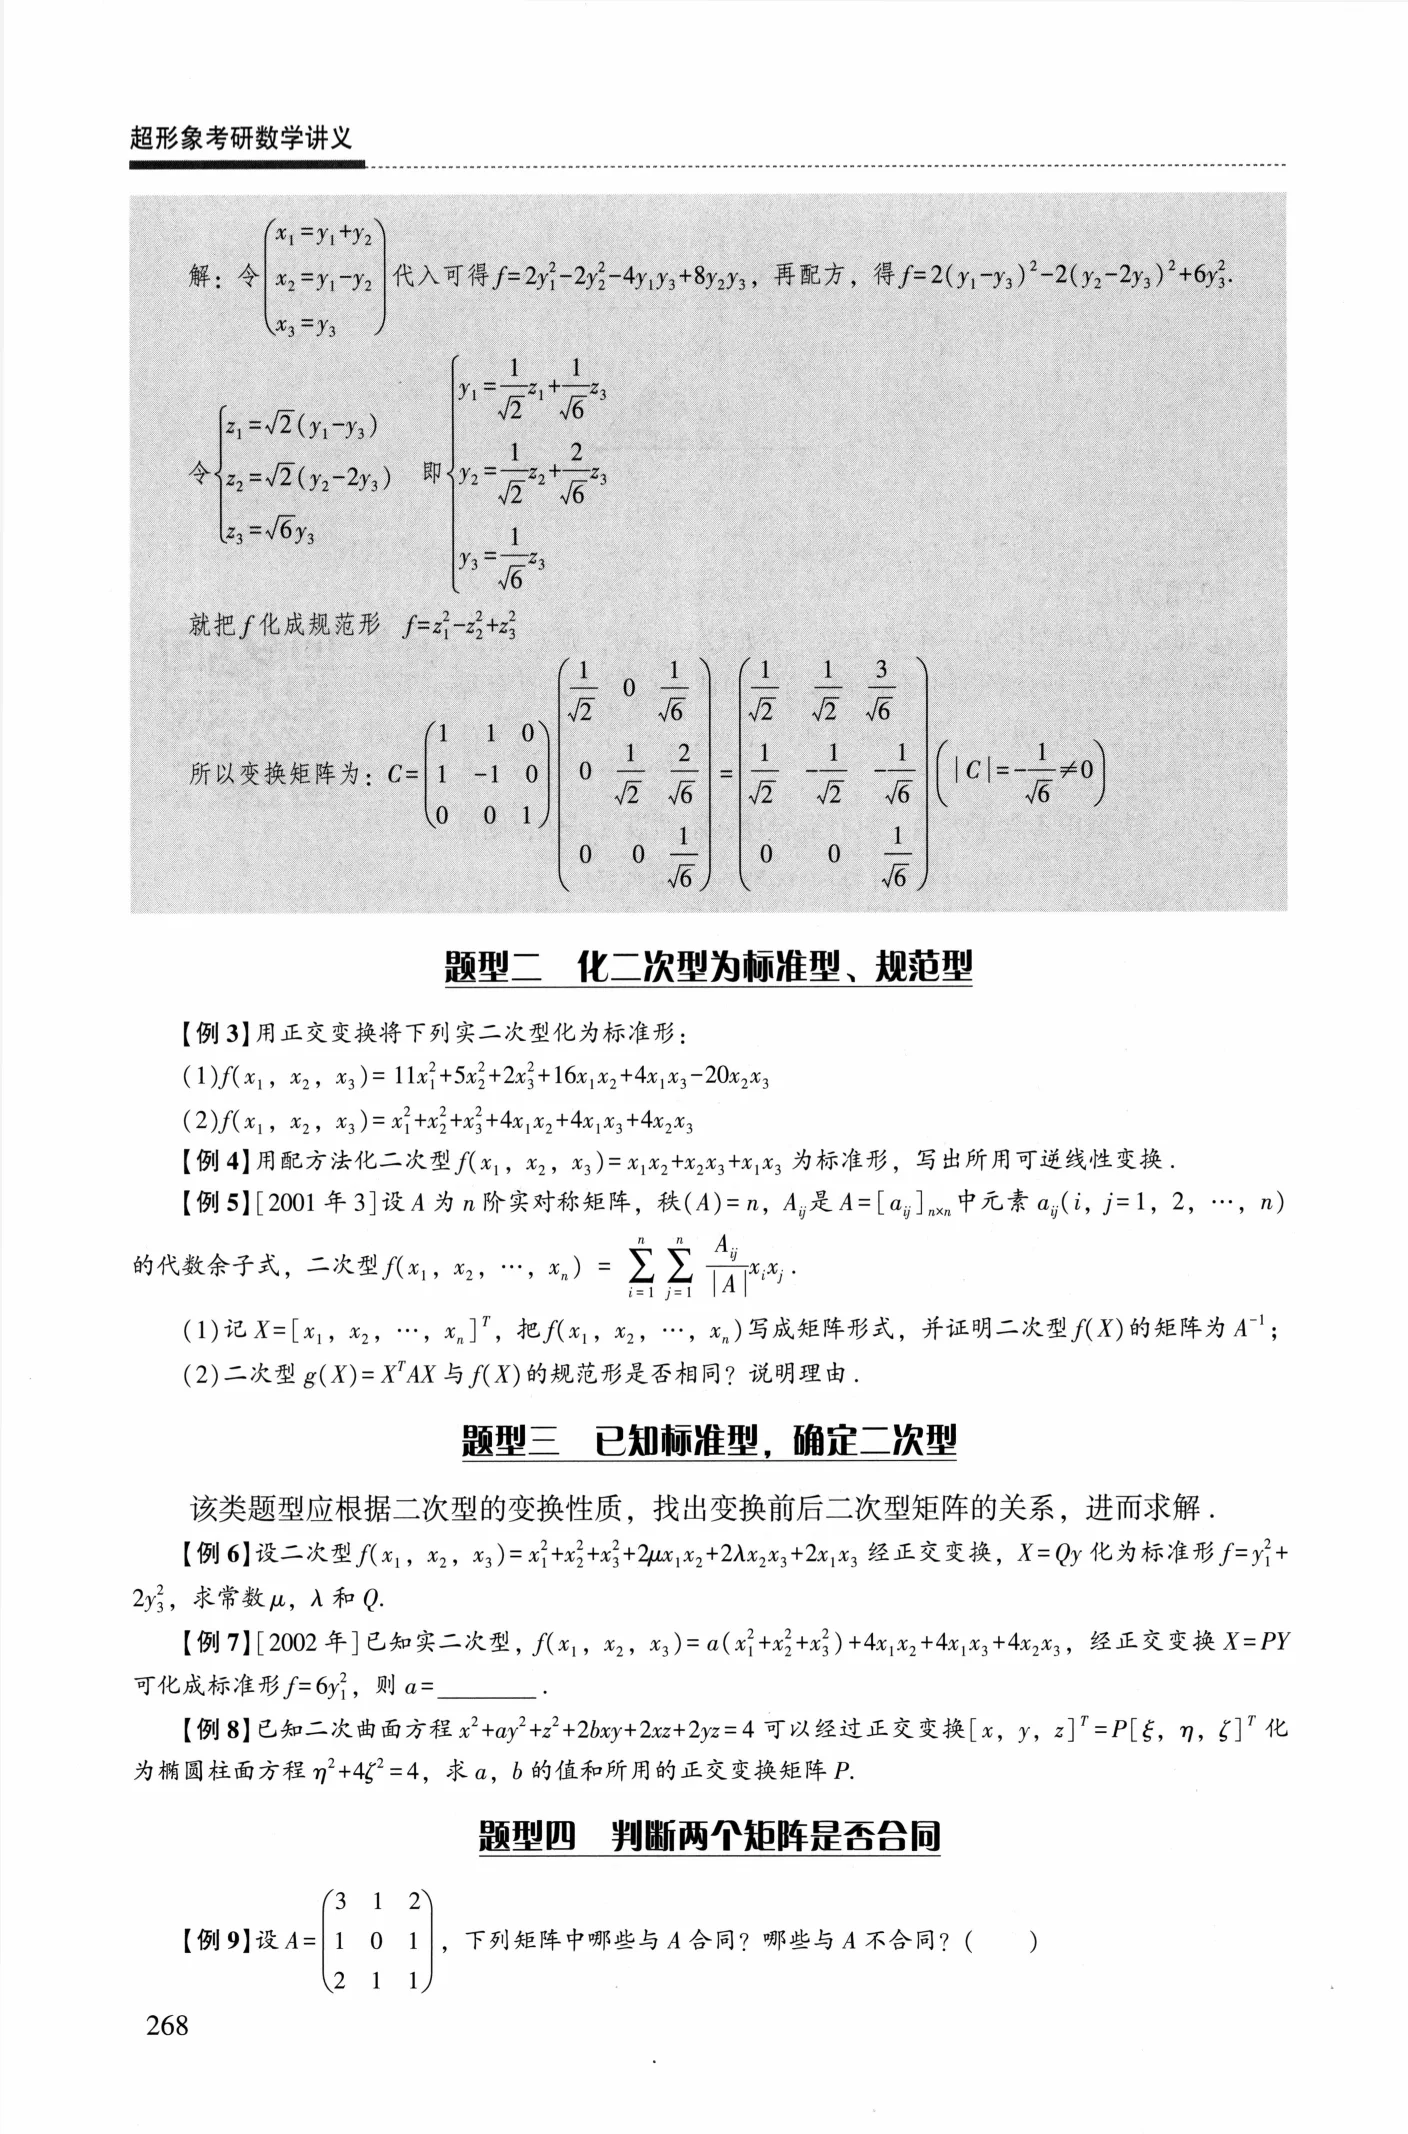 超形象考研数学讲义
解：令 $\begin{pmatrix} x_1=y_1+y_2 \\ x_2=y_1-y_2 \\ x_3=y_3 \end{pmatrix}$ 代入可得 $f=2y_1^2-2y_2^2-4y_1y_3+8y_2y_3$，再配方，得 $f=2(y_1-y_3)^2-2(y_2-2y_3)^2+6y_3^2$.
令 $\begin{cases} z_1=\sqrt{2}(y_1-y_3) \\ z_2=\sqrt{2}(y_2-2y_3) \\ z_3=\sqrt{6}y_3 \end{cases}$ 即 $\begin{cases} y_1=\frac{1}{\sqrt{2}}z_1+\frac{1}{\sqrt{6}}z_3 \\ y_2=\frac{1}{\sqrt{2}}z_2+\frac{2}{\sqrt{6}}z_3 \\ y_3=\frac{1}{\sqrt{6}}z_3 \end{cases}$
就把 $f$ 化成规范形 $f=z_1^2-z_2^2+z_3^2$
所以变换矩阵为：$C=\begin{pmatrix} 1 & 1 & 0 \\ 1 & -1 & 0 \\ 0 & 0 & 1 \end{pmatrix}\begin{pmatrix} \frac{1}{\sqrt{2}} & 0 & \frac{1}{\sqrt{6}} \\ 0 & \frac{1}{\sqrt{2}} & \frac{2}{\sqrt{6}} \\ 0 & 0 & \frac{1}{\sqrt{6}} \end{pmatrix}=\begin{pmatrix} \frac{1}{\sqrt{2}} & \frac{1}{\sqrt{2}} & \frac{3}{\sqrt{6}} \\ \frac{1}{\sqrt{2}} & -\frac{1}{\sqrt{2}} & -\frac{1}{\sqrt{6}} \\ 0 & 0 & \frac{1}{\sqrt{6}} \end{pmatrix}\left(|C|=-\frac{1}{\sqrt{6}}\neq 0\right)$
题型二 化二次型为标准型、规范型
【例 3】用正交变换将下列实二次型化为标准形：
(1) $f(x_1，x_2，x_3)=11x_1^2+5x_2^2+2x_3^2+16x_1x_2+4x_1x_3-20x_2x_3$
(2) $f(x_1，x_2，x_3)=x_1^2+x_2^2+x_3^2+4x_1x_2+4x_1x_3+4x_2x_3$
【例 4】用配方法化二次型 $f(x_1，x_2，x_3)=x_1x_2+x_2x_3+x_1x_3$ 为标准形，写出所用可逆线性变换.
【例 5】[2001 年 3]设 $A$ 为 $n$ 阶实对称矩阵，秩$(A)=n$，$A_{ij}$是 $A=[a_{ij}]_{n×n}$ 中元素 $a_{ij}(i，j=1，2，…，n)$
的代数余子式，二次型 $f(x_1，x_2，…，x_n)=\sum_{i=1}^{n}\sum_{j=1}^{n}\frac{A_{ij}}{|A|}x_ix_j$.
(1)记 $X=[x_1，x_2，…，x_n]^T$，把 $f(x_1，x_2，…，x_n)$ 写成矩阵形式，并证明二次型 $f(X)$ 的矩阵为 $A^{-1}$；
(2)二次型 $g(X)=X^TAX$ 与 $f(X)$ 的规范形是否相同？说明理由.
题型三 已知标准型，确定二次型
该类题型应根据二次型的变换性质，找出变换前后二次型矩阵的关系，进而求解.
【例 6】设二次型 $f(x_1，x_2，x_3)=x_1^2+x_2^2+x_3^2+2\mu x_1x_2+2\lambda x_2x_3+2x_1x_3$ 经正交变换，$X=Qy$ 化为标准形 $f=y_1^2+$
$2y_3^2$，求常数 $\mu$，$\lambda$ 和 $Q$.
【例 7】[2002 年]已知实二次型，$f(x_1，x_2，x_3)=a(x_1^2+x_2^2+x_3^2)+4x_1x_2+4x_1x_3+4x_2x_3$，经正交变换 $X=PY$
可化成标准形 $f=6y_1^2$，则 $a=$________.
【例 8】已知二次曲面方程 $x^2+ay^2+z^2+2bxy+2xz+2yz=4$ 可以经过正交变换$[x，y，z]^T=P[\xi，\eta，\zeta]^T$ 化
为椭圆柱面方程 $\eta^2+4\zeta^2=4$，求 $a$，$b$ 的值和所用的正交变换矩阵 $P$.
题型四 判断两个矩阵是否合同
【例 9】设 $A=\begin{pmatrix} 3 & 1 & 2 \\ 1 & 0 & 1 \\ 2 & 1 & 1 \end{pmatrix}$，下列矩阵中哪些与 $A$ 合同？哪些与 $A$ 不合同？(   )
268